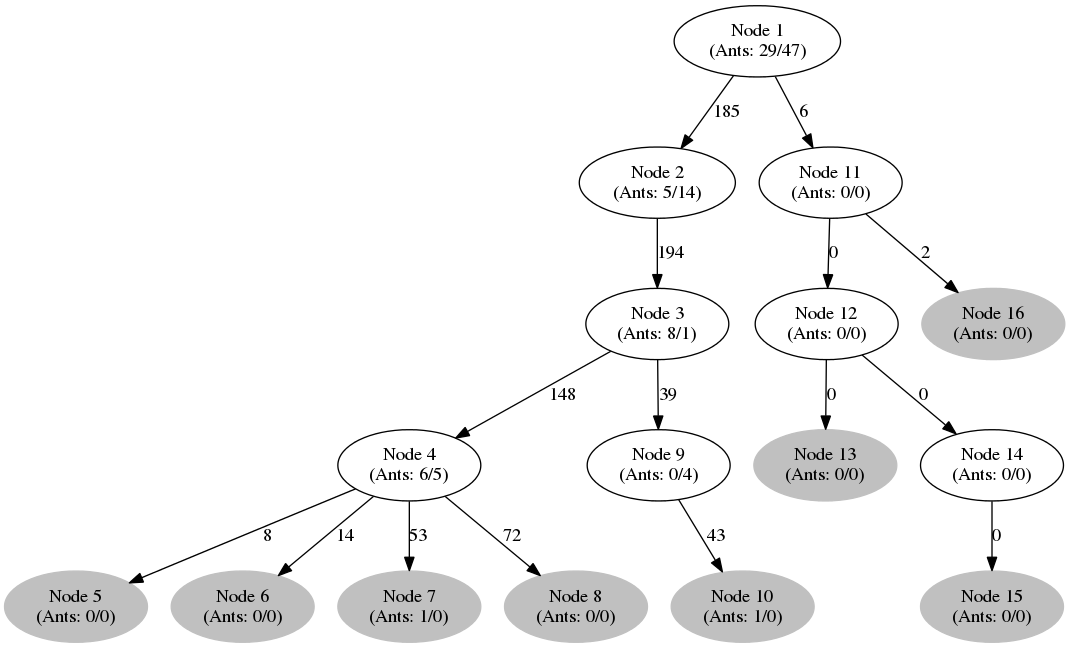 Node 1
(Ants: 29/47)
185
6
Node 2
(Ants: 5/14)
Node 11
(Ants: 0/0)
194
0
2
Node 3
(Ants: 8/1)
Node 12
(Ants: 0/0)
Node 16
(Ants: 0/0)
148
39
0
0
Node 4
(Ants: 6/5)
Node 9
(Ants: 0/4)
Node 13
(Ants: 0/0)
Node 14
(Ants: 0/0)
8
14
53
72
43
0
Node 5
(Ants: 0/0)
Node 6
(Ants: 0/0)
Node 7
(Ants: 1/0)
Node 8
(Ants: 0/0)
Node 10
(Ants: 1/0)
Node 15
(Ants: 0/0)